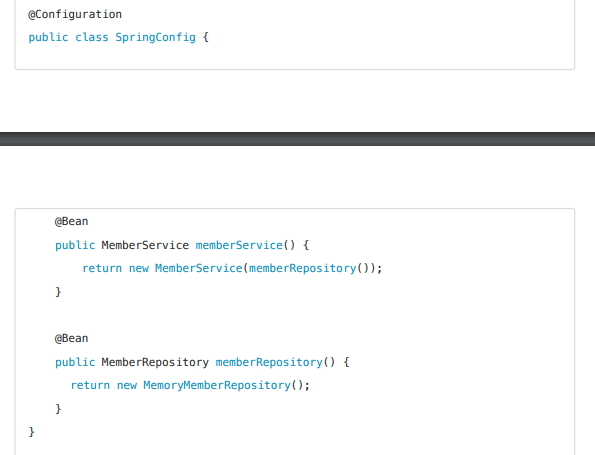 @Configuration
public class SpringConfig {
@Bean
public MemberService memberService() {
return new MemberService(memberRepository());
}
@Bean
public MemberRepository memberRepository() {
return new MemoryMemberRepository();
}
}